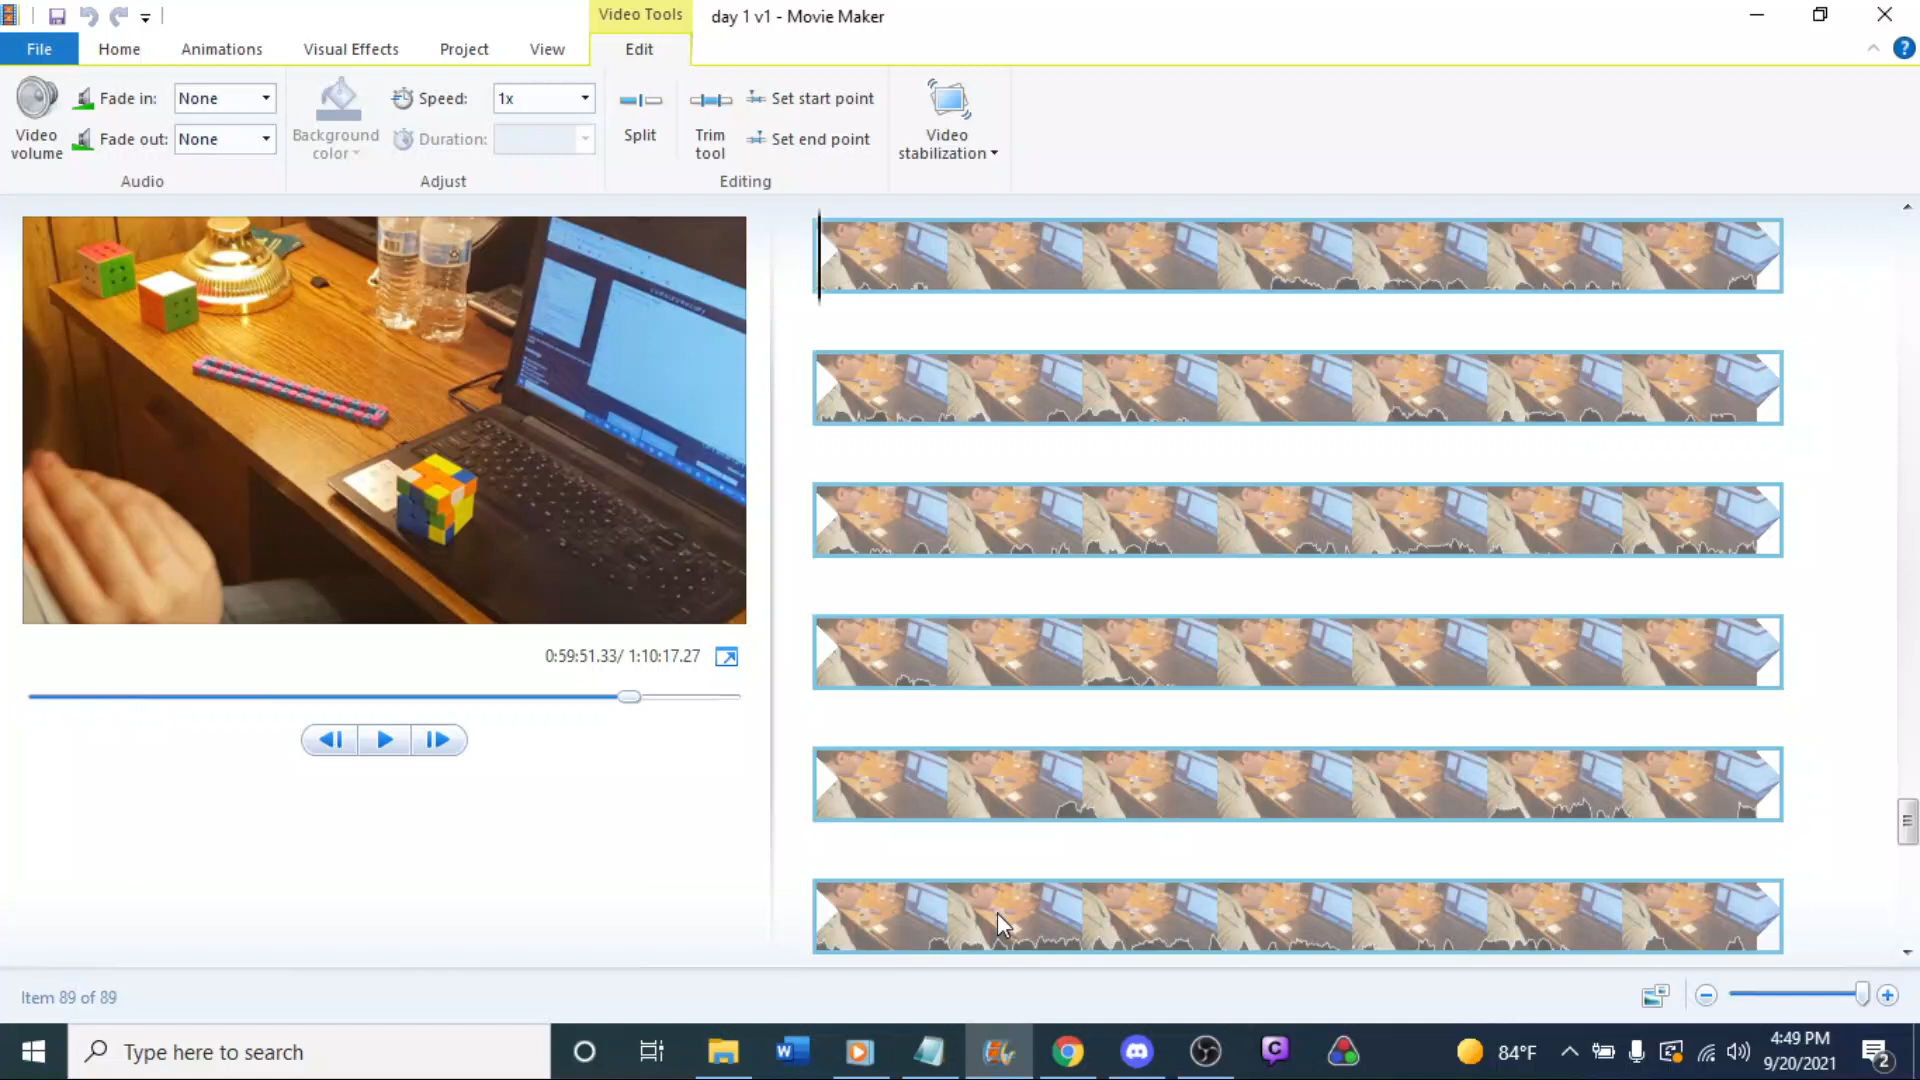 Video Tools
day 1 v1 - Movie Maker
File
Home
Animations
Visual Effects
Project
View
Edit
Video volume
Fade in:
None
Fade out:
None
Audio
Background color
Speed:
1x
Duration:
Adjust
Split
Trim tool
Set start point
Set end point
Editing
Video stabilization
0:59:51.33/ 1:10:17.27
Item 89 of 89
Type here to search
84°F
4:49 PM
9/20/2021
2